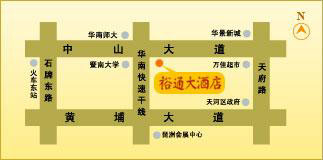 N
华南师大
华景新城
中山大道
石牌东路
华南快速干线
天府路
火车东站
暨南大学
万佳超市
裕通大酒店
天河区政府
黄埔大道
琶洲会展中心